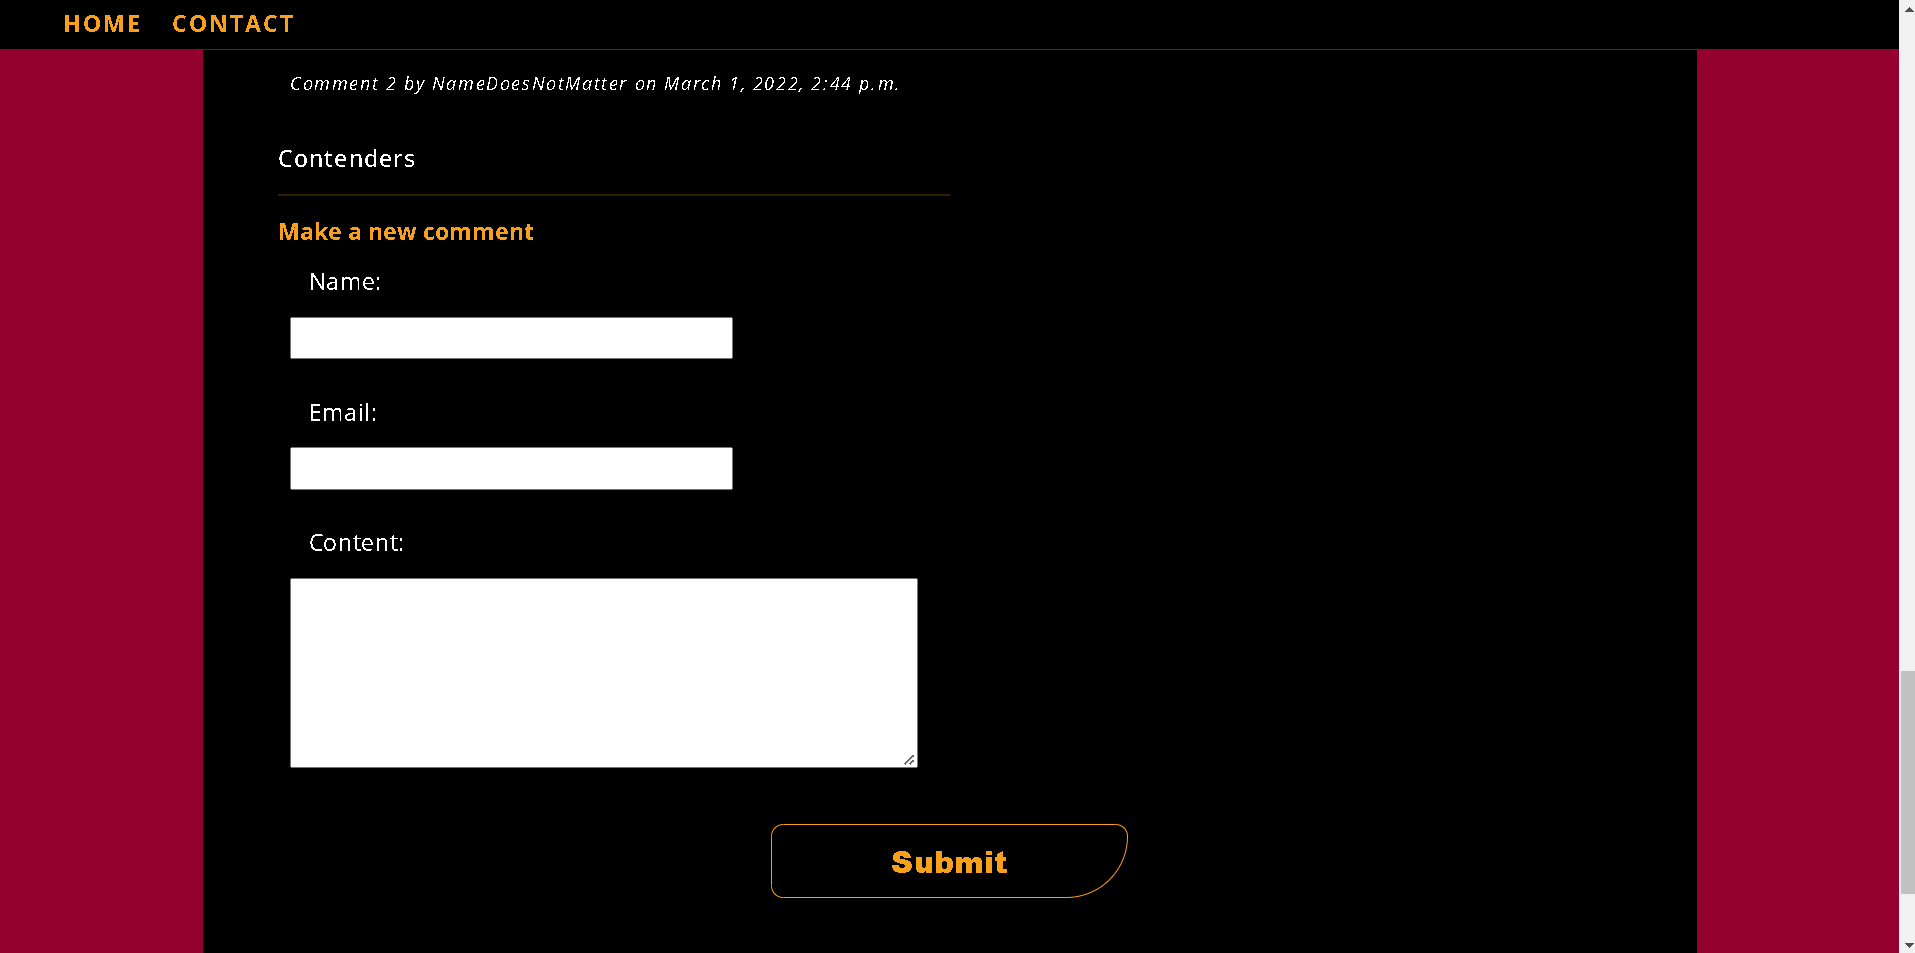 HOME CONTACT
Comment 2 by NameDoesNotMatter on March 1, 2022, 2:44 p.m.
Contenders
Make a new comment
Name:
Email:
Content:
Submit